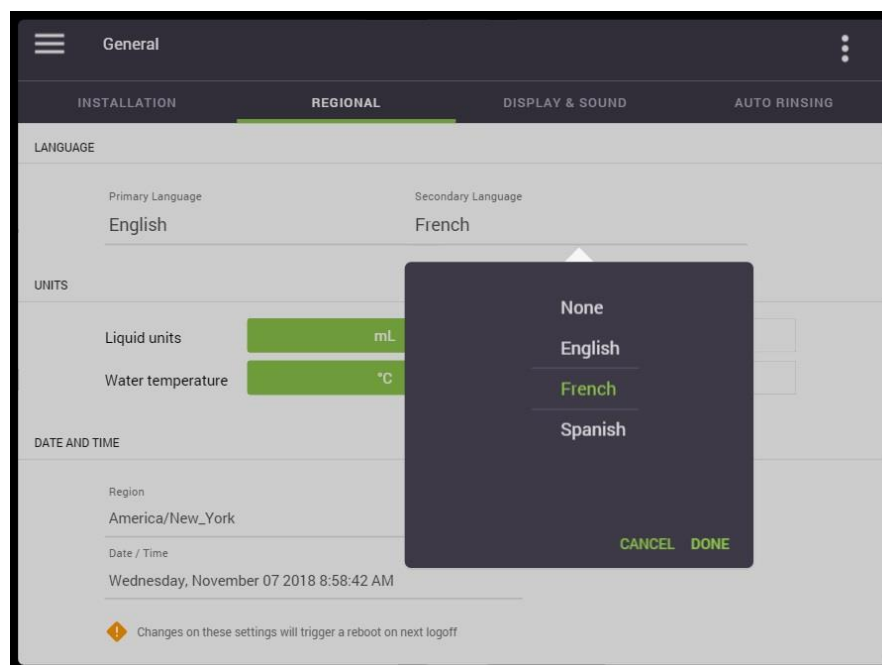 General
INSTALLATION REGIONAL DISPLAY & SOUND AUTO RINSING
LANGUAGE
Primary Language Secondary Language
English French
UNITS
Liquid units mL
Water temperature °C
None
English
French
Spanish
CANCEL DONE
DATE AND TIME
Region
America/New_York
Date / Time
Wednesday, November 07 2018 8:58:42 AM
Changes on these settings will trigger a reboot on next logoff